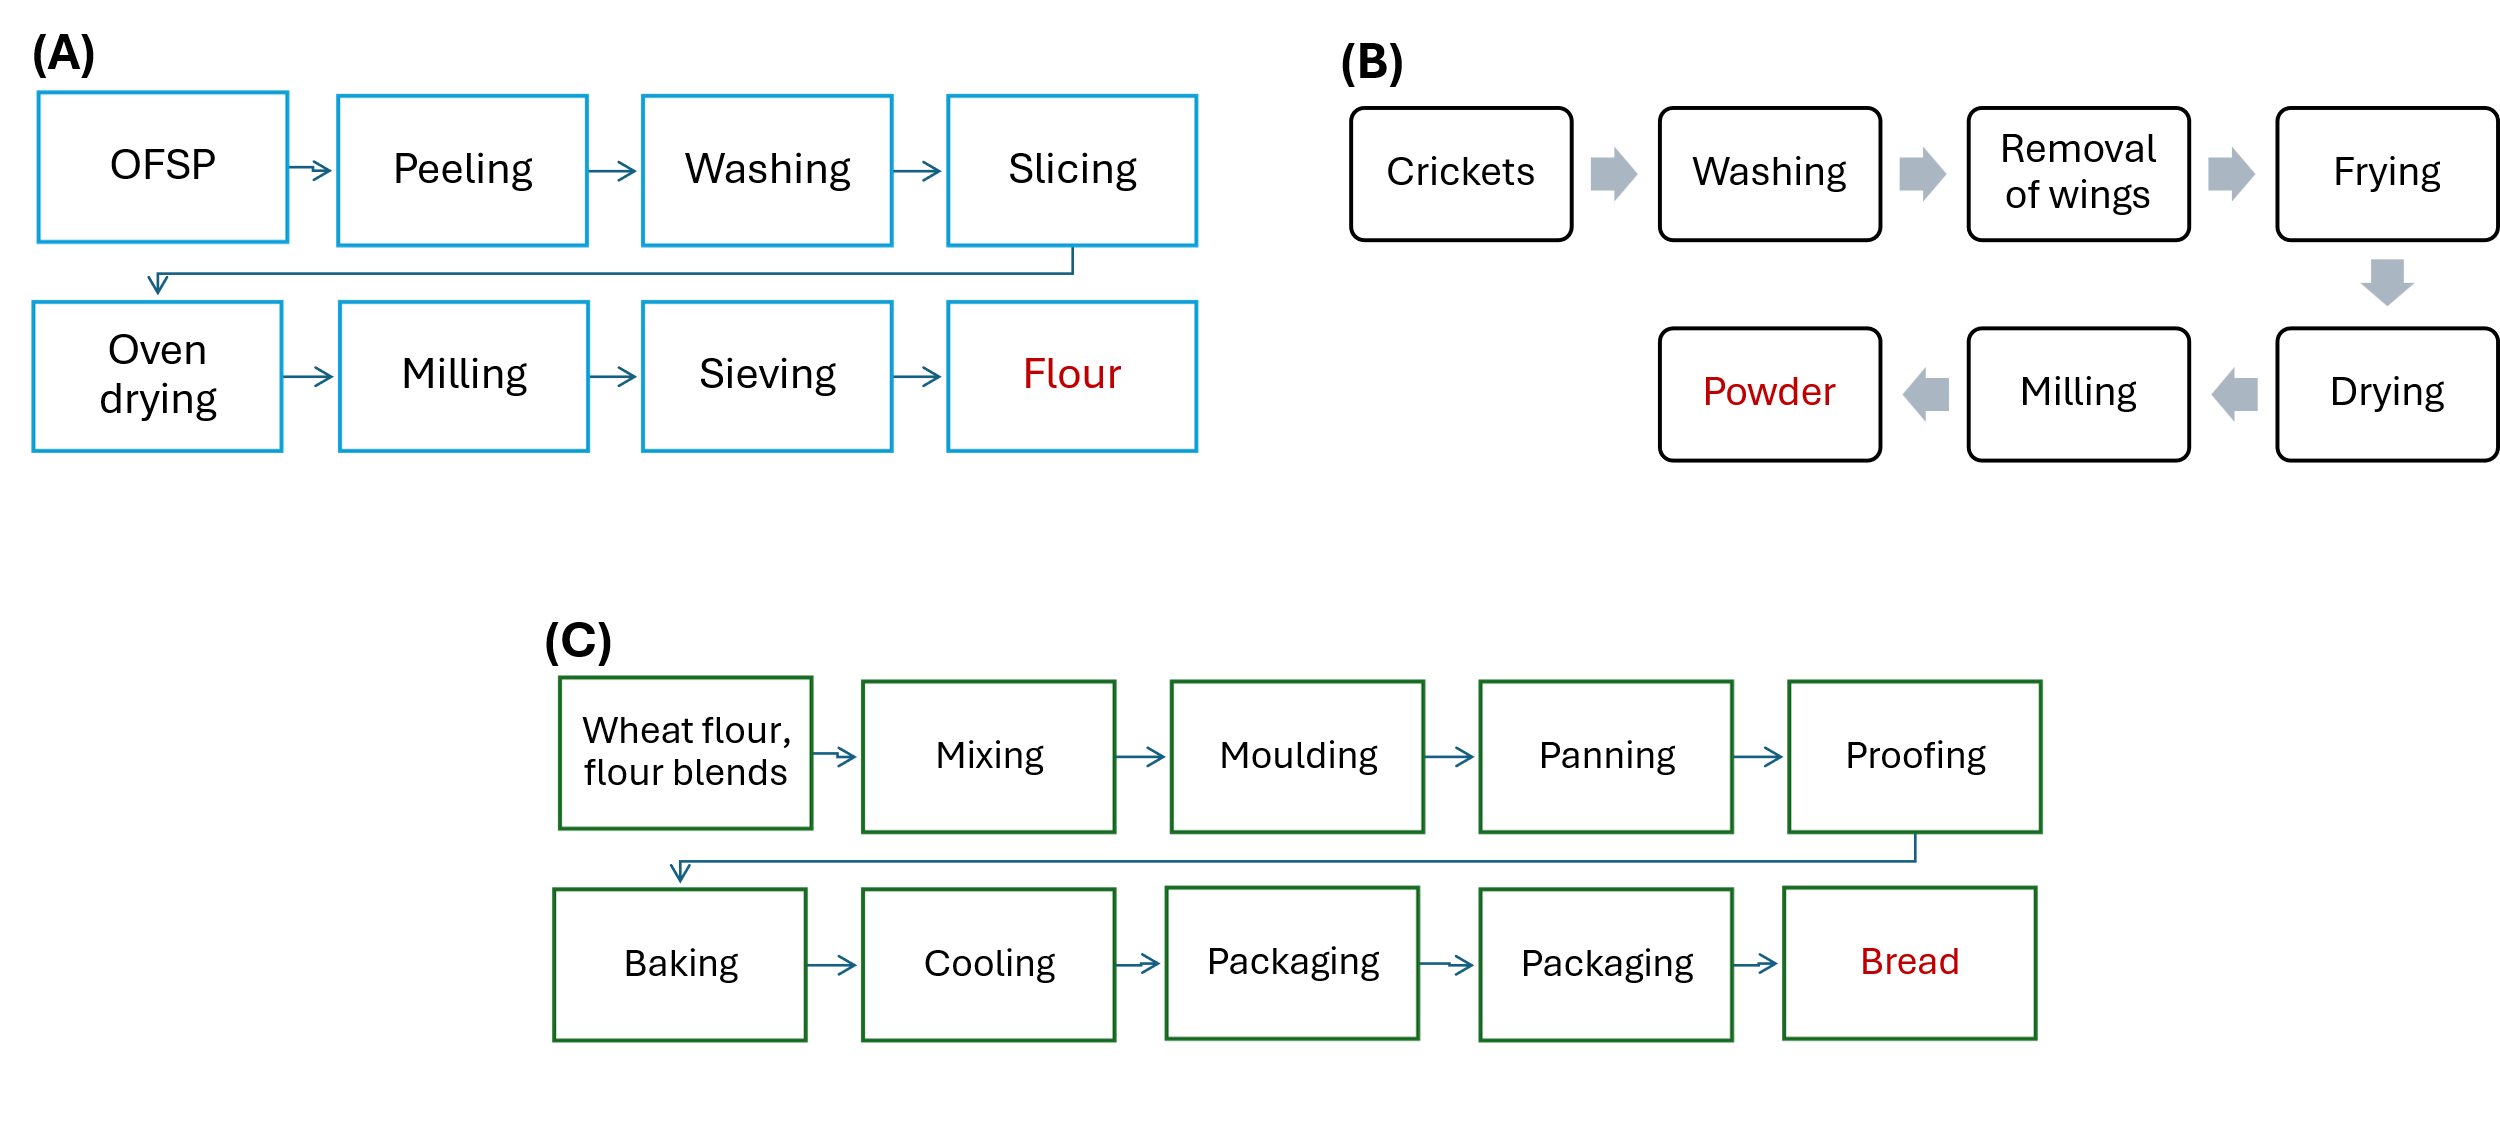 (A)
OFSP
Peeling
Washing
Slicing
Oven
drying
Milling
Sieving
Flour
(B)
Crickets
Washing
Removal
of wings
Frying
Drying
Milling
Powder
(C)
Wheat flour,
flour blends
Mixing
Moulding
Panning
Proofing
Baking
Cooling
Packaging
Packaging
Bread